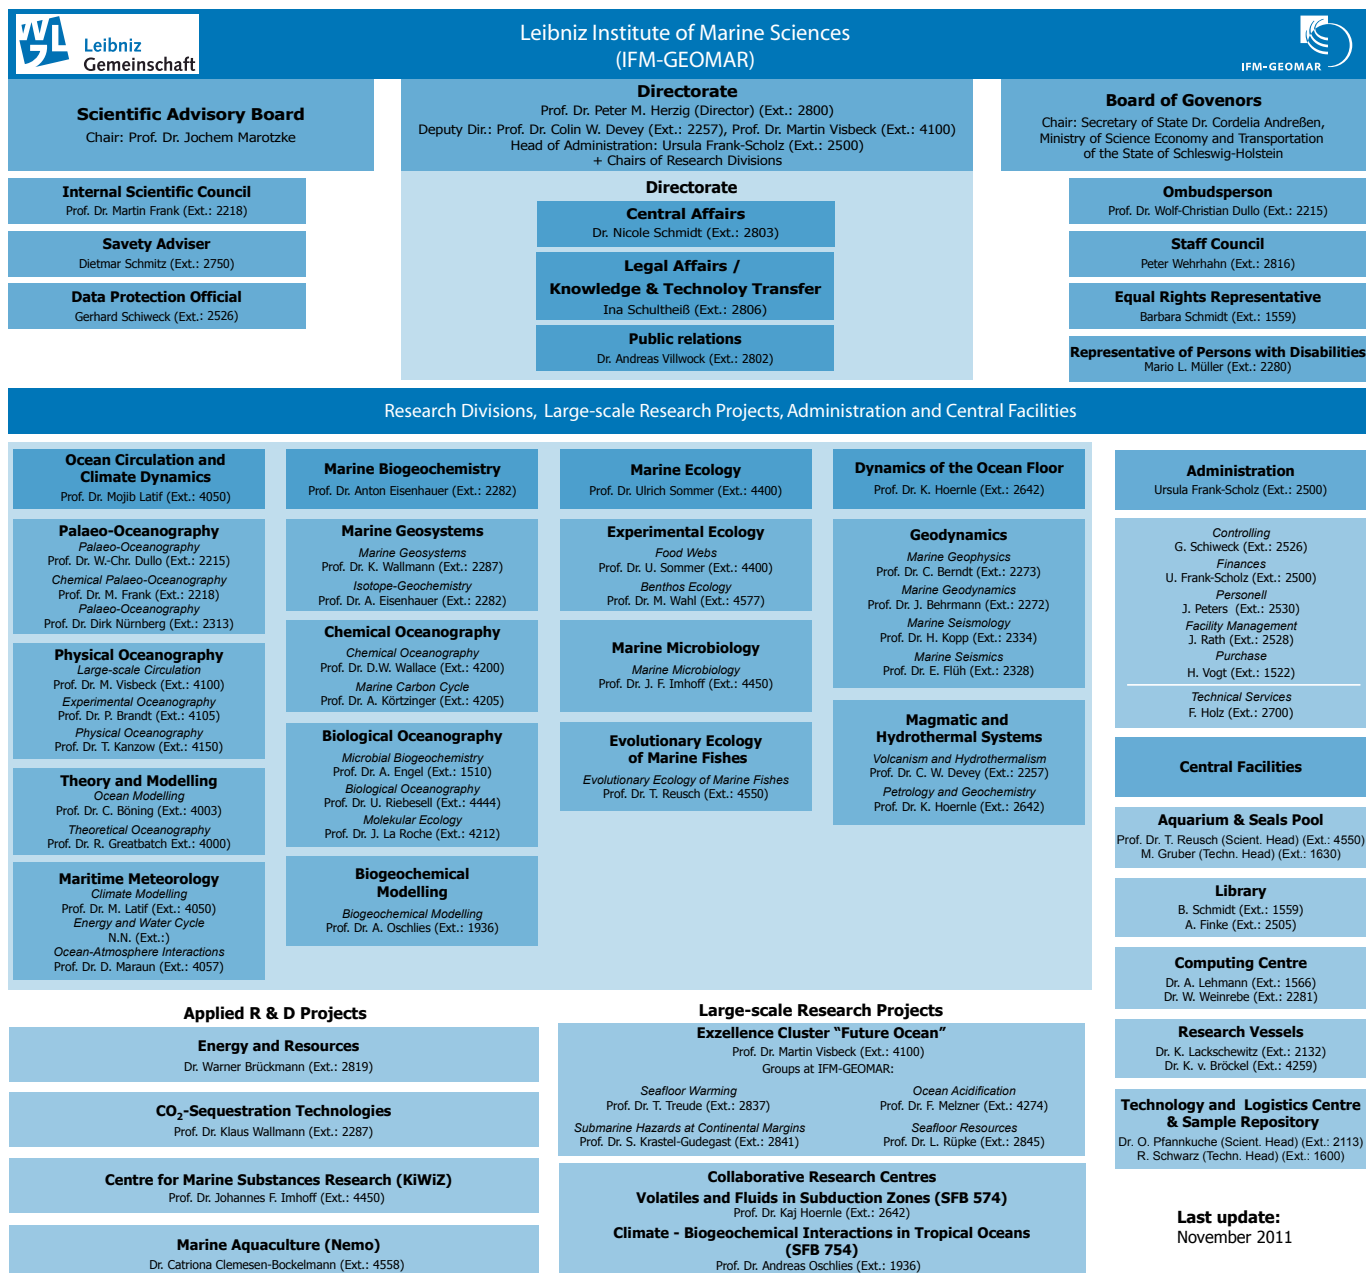 WGL
Leibniz
Gemeinschaft
Leibniz Institute of Marine Sciences
(IFM-GEOMAR)
IFM-GEOMAR
Scientific Advisory Board
Chair: Prof. Dr. Jochem Marotzke
Directorate
Prof. Dr. Peter M. Herzig (Director) (Ext.: 2800)
Deputy Dir.: Prof. Dr. Colin W. Devey (Ext.: 2257), Prof. Dr. Martin Visbeck (Ext.: 4100)
Head of Administration: Ursula Frank-Scholz (Ext.: 2500)
+ Chairs of Research Divisions
Board of Govenors
Chair: Secretary of State Dr. Cordelia Andreßen,
Ministry of Science Economy and Transportation
of the State of Schleswig-Holstein
Internal Scientific Council
Prof. Dr. Martin Frank (Ext.: 2218)
Savety Adviser
Dietmar Schmitz (Ext.: 2750)
Data Protection Official
Gerhard Schiweck (Ext.: 2526)
Directorate
Central Affairs
Dr. Nicole Schmidt (Ext.: 2803)
Legal Affairs /
Knowledge & Technoloy Transfer
Ina Schultheiß (Ext.: 2806)
Public relations
Dr. Andreas Villwock (Ext.: 2802)
Ombudsperson
Prof. Dr. Wolf-Christian Dullo (Ext.: 2215)
Staff Council
Peter Wehrhahn (Ext.: 2816)
Equal Rights Representative
Barbara Schmidt (Ext.: 1559)
Representative of Persons with Disabilities
Mario L. Müller (Ext.: 2280)
Research Divisions, Large-scale Research Projects, Administration and Central Facilities
Ocean Circulation and
Climate Dynamics
Prof. Dr. Mojib Latif (Ext.: 4050)
Palaeo-Oceanography
Palaeo-Oceanography
Prof. Dr. W.-Chr. Dullo (Ext.: 2215)
Chemical Palaeo-Oceanography
Prof. Dr. M. Frank (Ext.: 2218)
Palaeo-Oceanography
Prof. Dr. Dirk Nürnberg (Ext.: 2313)
Physical Oceanography
Large-scale Circulation
Prof. Dr. M. Visbeck (Ext.: 4100)
Experimental Oceanography
Prof. Dr. P. Brandt (Ext.: 4105)
Physical Oceanography
Prof. Dr. T. Kanzow (Ext.: 4150)
Theory and Modelling
Ocean Modelling
Prof. Dr. C. Böning (Ext.: 4003)
Theoretical Oceanography
Prof. Dr. R. Greatbatch Ext.: 4000)
Maritime Meteorology
Climate Modelling
Prof. Dr. M. Latif (Ext.: 4050)
Energy and Water Cycle
N.N. (Ext.:)
Ocean-Atmosphere Interactions
Prof. Dr. D. Maraun (Ext.: 4057)
Marine Biogeochemistry
Prof. Dr. Anton Eisenhauer (Ext.: 2282)
Marine Geosystems
Marine Geosystems
Prof. Dr. K. Wallmann (Ext.: 2287)
Isotope-Geochemistry
Prof. Dr. A. Eisenhauer (Ext.: 2282)
Chemical Oceanography
Chemical Oceanography
Prof. Dr. D.W. Wallace (Ext.: 4200)
Marine Carbon Cycle
Prof. Dr. A. Körtzinger (Ext.: 4205)
Biological Oceanography
Microbial Biogeochemistry
Prof. Dr. A. Engel (Ext.: 1510)
Biological Oceanography
Prof. Dr. U. Riebesell (Ext.: 4444)
Molekular Ecology
Prof. Dr. J. La Roche (Ext.: 4212)
Biogeochemical
Modelling
Biogeochemical Modelling
Prof. Dr. A. Oschlies (Ext.: 1936)
Marine Ecology
Prof. Dr. Ulrich Sommer (Ext.: 4400)
Experimental Ecology
Food Webs
Prof. Dr. U. Sommer (Ext.: 4400)
Benthos Ecology
Prof. Dr. M. Wahl (Ext.: 4577)
Marine Microbiology
Marine Microbiology
Prof. Dr. J. F. Imhoff (Ext.: 4450)
Evolutionary Ecology
of Marine Fishes
Evolutionary Ecology of Marine Fishes
Prof. Dr. T. Reusch (Ext.: 4550)
Dynamics of the Ocean Floor
Prof. Dr. K. Hoernle (Ext.: 2642)
Geodynamics
Marine Geophysics
Prof. Dr. C. Berndt (Ext.: 2273)
Marine Geodynamics
Prof. Dr. J. Behrmann (Ext.: 2272)
Marine Seismology
Prof. Dr. H. Kopp (Ext.: 2334)
Marine Seismics
Prof. Dr. E. Flüh (Ext.: 2328)
Magmatic and
Hydrothermal Systems
Volcanism and Hydrothermalism
Prof. Dr. C. W. Devey (Ext.: 2257)
Petrology and Geochemistry
Prof. Dr. K. Hoernle (Ext.: 2642)
Administration
Ursula Frank-Scholz (Ext.: 2500)
Controlling
G. Schiweck (Ext.: 2526)
Finances
U. Frank-Scholz (Ext.: 2500)
Personell
J. Peters (Ext.: 2530)
Facility Management
J. Rath (Ext.: 2528)
Purchase
H. Vogt (Ext.: 1522)
Technical Services
F. Holz (Ext.: 2700)
Central Facilities
Aquarium & Seals Pool
Prof. Dr. T. Reusch (Scient. Head) (Ext.: 4550)
M. Gruber (Techn. Head) (Ext.: 1630)
Library
B. Schmidt (Ext.: 1559)
A. Finke (Ext.: 2505)
Computing Centre
Dr. A. Lehmann (Ext.: 1566)
Dr. W. Weinrebe (Ext.: 2281)
Research Vessels
Dr. K. Lackschewitz (Ext.: 2132)
Dr. K. v. Bröckel (Ext.: 4259)
Technology and Logistics Centre
& Sample Repository
Dr. O. Pfannkuche (Scient. Head) (Ext.: 2113)
R. Schwarz (Techn. Head) (Ext.: 1600)
Applied R & D Projects
Energy and Resources
Dr. Warner Brückmann (Ext.: 2819)
CO2-Sequestration Technologies
Prof. Dr. Klaus Wallmann (Ext.: 2287)
Centre for Marine Substances Research (KiWiZ)
Prof. Dr. Johannes F. Imhoff (Ext.: 4450)
Marine Aquaculture (Nemo)
Dr. Catriona Clemesen-Bockelmann (Ext.: 4558)
Large-scale Research Projects
Exzellence Cluster “Future Ocean”
Prof. Dr. Martin Visbeck (Ext.: 4100)
Groups at IFM-GEOMAR:
Seafloor Warming
Prof. Dr. T. Treude (Ext.: 2837)
Ocean Acidification
Prof. Dr. F. Melzner (Ext.: 4274)
Submarine Hazards at Continental Margins
Prof. Dr. S. Krastel-Gudegast (Ext.: 2841)
Seafloor Resources
Prof. Dr. L. Rüpke (Ext.: 2845)
Collaborative Research Centres
Volatiles and Fluids in Subduction Zones (SFB 574)
Prof. Dr. Kaj Hoernle (Ext.: 2642)
Climate - Biogeochemical Interactions in Tropical Oceans
(SFB 754)
Prof. Dr. Andreas Oschlies (Ext.: 1936)
Last update:
November 2011